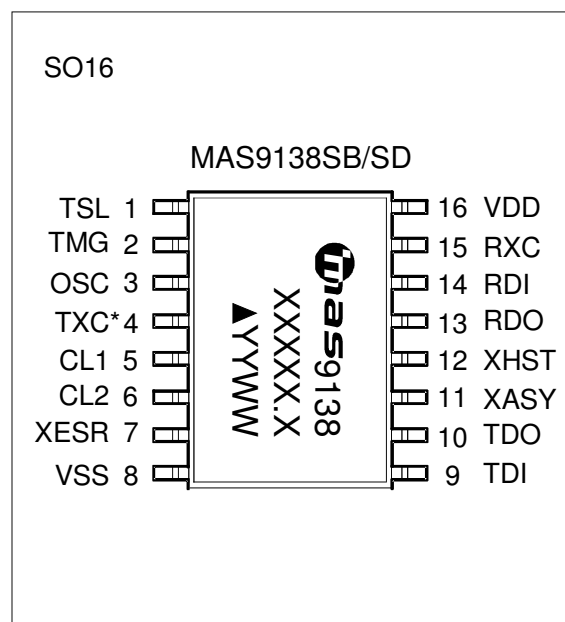 SO16
MAS9138SB/SD
TSL 1
TMG 2
OSC 3
TXC*4
CL1 5
CL2 6
XESR 7
VSS 8
16 VDD
15 RXC
14 RDI
13 RDO
12 XHST
11 XASY
10 TDO
9 TDI
mas9138
XXXXX.X
▲YYWW